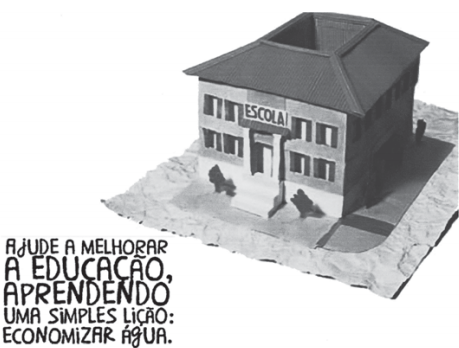 ESCOLA
AJUDE A MELHORAR
A EDUCAÇÃO,
APRENDENDO
UMA SIMPLES LIÇÃO:
ECONOMIZAR ÁGUA.